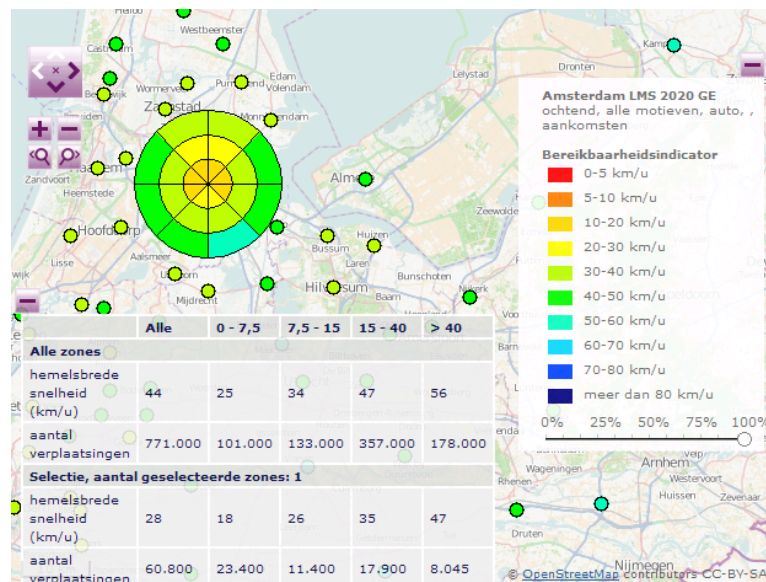 Heiloo
Westbeemster
Castricum
Kampen
Dronten
Lelystad
Edam
Wormerveer
Purmerend
Volendam
Zaanstad
Monnickendam
Haarlem
Zandvoort
Heemstede
Almere
Zeewolde
Hoofddorp
Huizen
Aalsmeer
Bussum
Laren
Lisse
Uithoorn
Hilversum
Bunschoten
Nijkerk
Mijdrecht
Baarn
Amsterdam LMS 2020 GE
ochtend, alle motieven, auto, ,
aankomsten
Bereikbaarheidsindicator
0-5 km/u
5-10 km/u
10-20 km/u
20-30 km/u
30-40 km/u
40-50 km/u
50-60 km/u
60-70 km/u
70-80 km/u
meer dan 80 km/u
0% 25% 50% 75% 100%
Alle 0 - 7,5 7,5 - 15 15 - 40 > 40
Alle zones
hemelsbrede
snelheid 44 25 34 47 56
(km/u)
aantal
verplaatsingen 771.000 101.000 133.000 357.000 178.000
Selectie, aantal geselecteerde zones: 1
hemelsbrede
snelheid 28 18 26 35 47
(km/u)
aantal
verplaatsingen 60.800 23.400 11.400 17.900 8.045
Arnhem
Velp
Wageningen
Westervoort
Rhenen
Huissen
Zevenaar
Druten
Nijmegen
© OpenStreetMap contributors CC-BY-SA